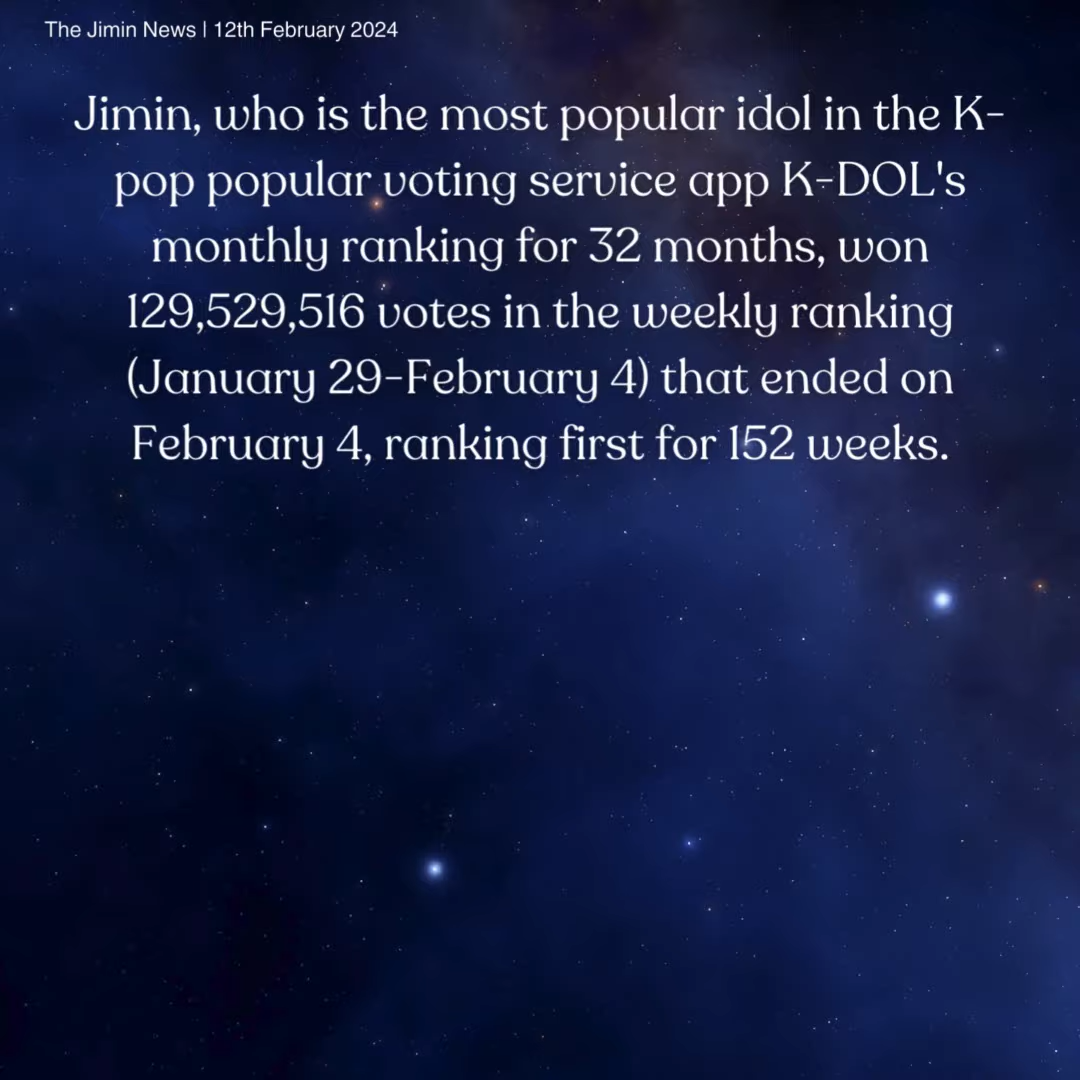 The Jimin News | 12th February 2024
Jimin, who is the most popular idol in the K-
pop popular voting service app K-DOL's
monthly ranking for 32 months, won
129,529,516 votes in the weekly ranking
(January 29-February 4) that ended on
February 4, ranking first for 152 weeks.